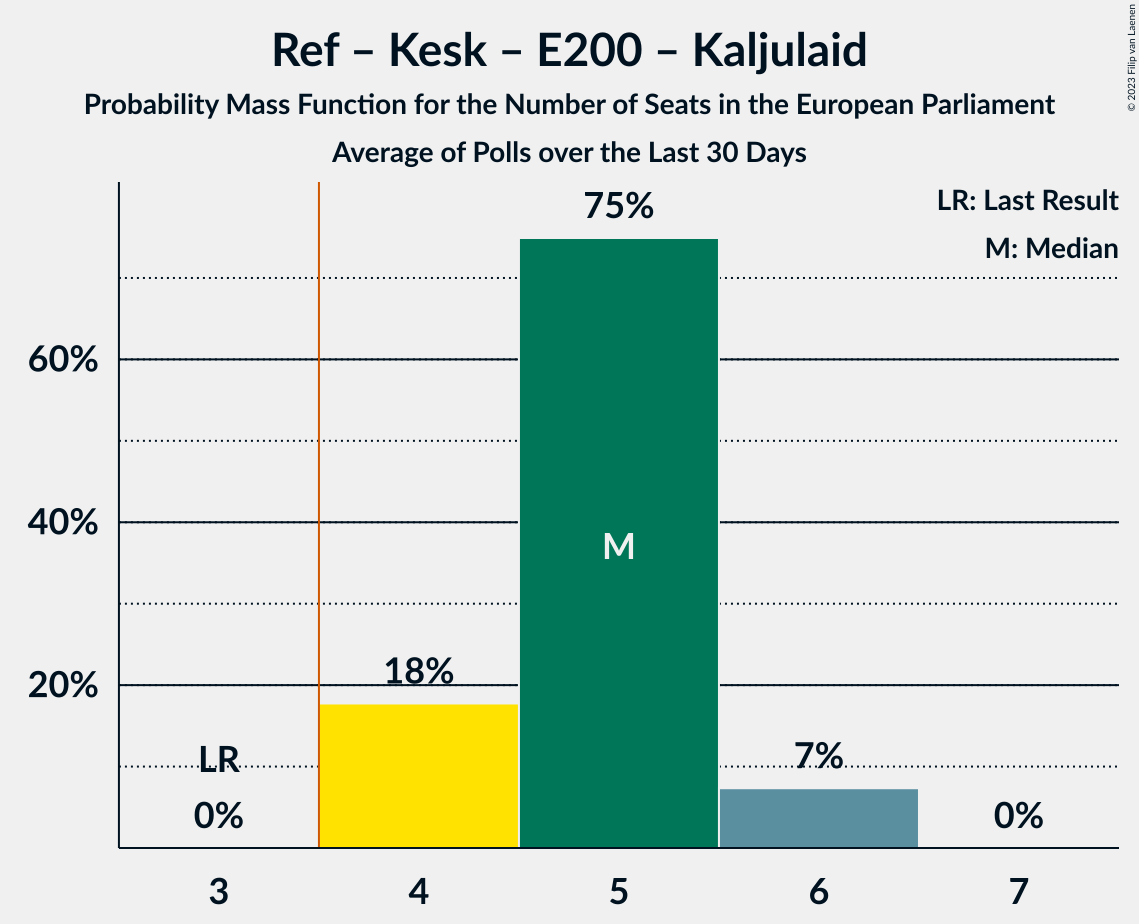 Ref – Kesk – E200 – Kaljulaid
Probability Mass Function for the Number of Seats in the European Parliament
Average of Polls over the Last 30 Days
© 2023 Filip van Laenen
LR: Last Result
M: Median
75%
60%
40%
M
18%
20%
LR
7%
0%
0%
3 4 5 6 7